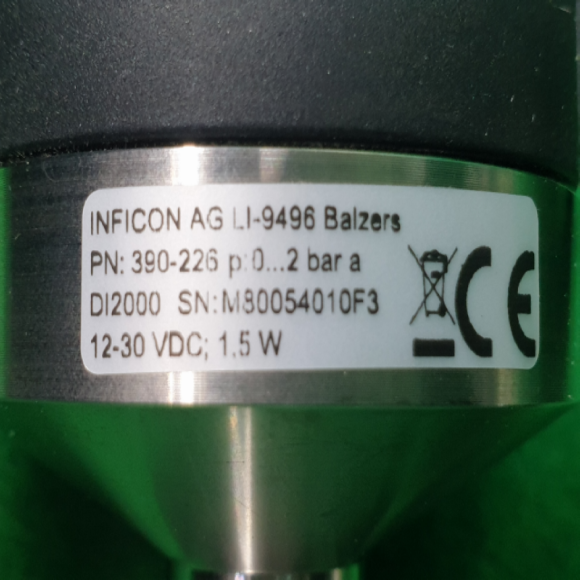 INFICON AG LI-9496 Balzers
PN: 390-226 p:0...2 bar a
DI2000 SN:M80054010F3
12-30 VDC; 1.5 W
CE